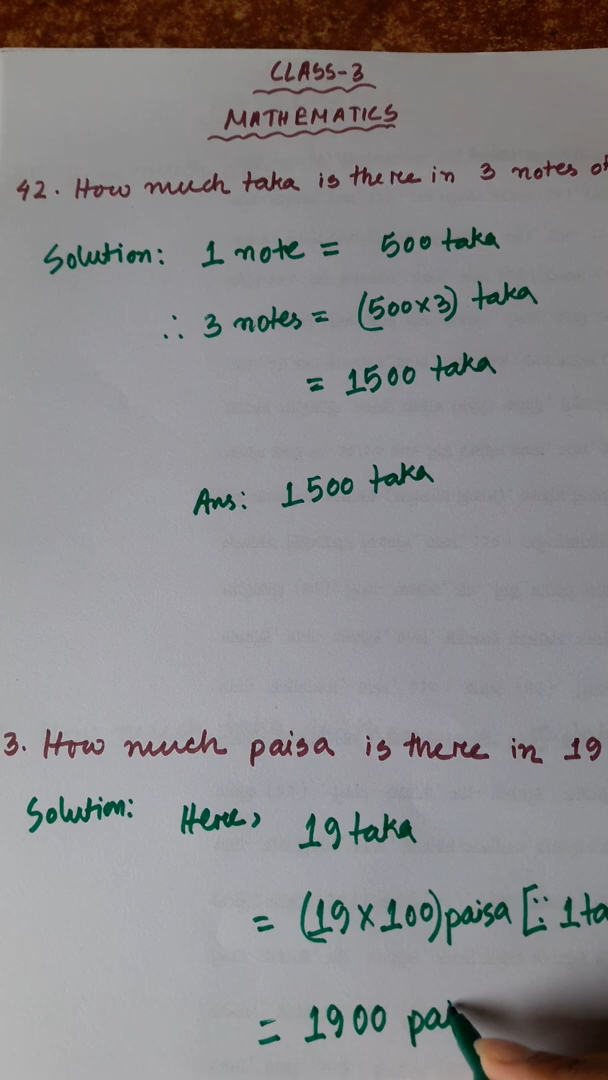 CLASS-3
MATHEMATICS
42. How much taka is there in 3 notes of
Solution: 1 note = 500 taka
∴ 3 notes = (500×3) taka
= 1500 taka
Ans: 1500 taka
3. How much paisa is there in 19
Solution: Here, 19 taka
= (19×100) paisa [∵ 1 ta
= 1900 pa